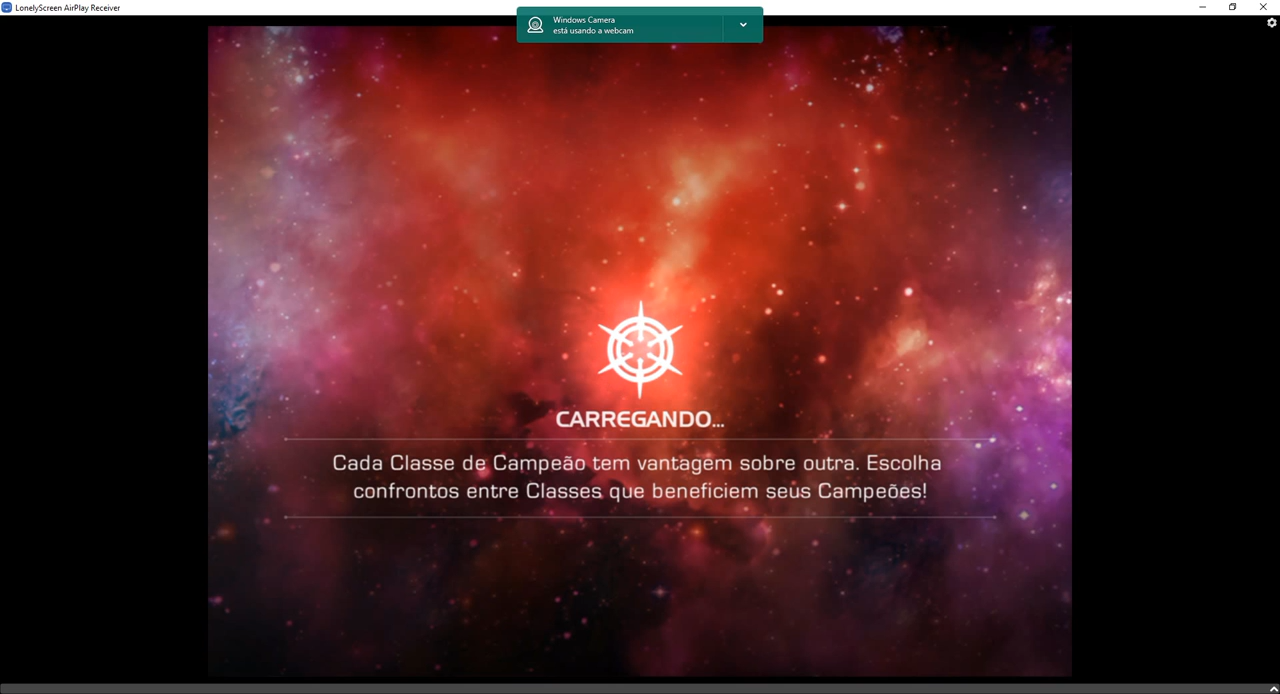 LonelyScreen AirPlay Receiver
Windows Camera
está usando a webcam
CARREGANDO...
Cada Classe de Campeão tem vantagem sobre outra. Escolha
confrontos entre Classes que beneficiem seus Campeões!